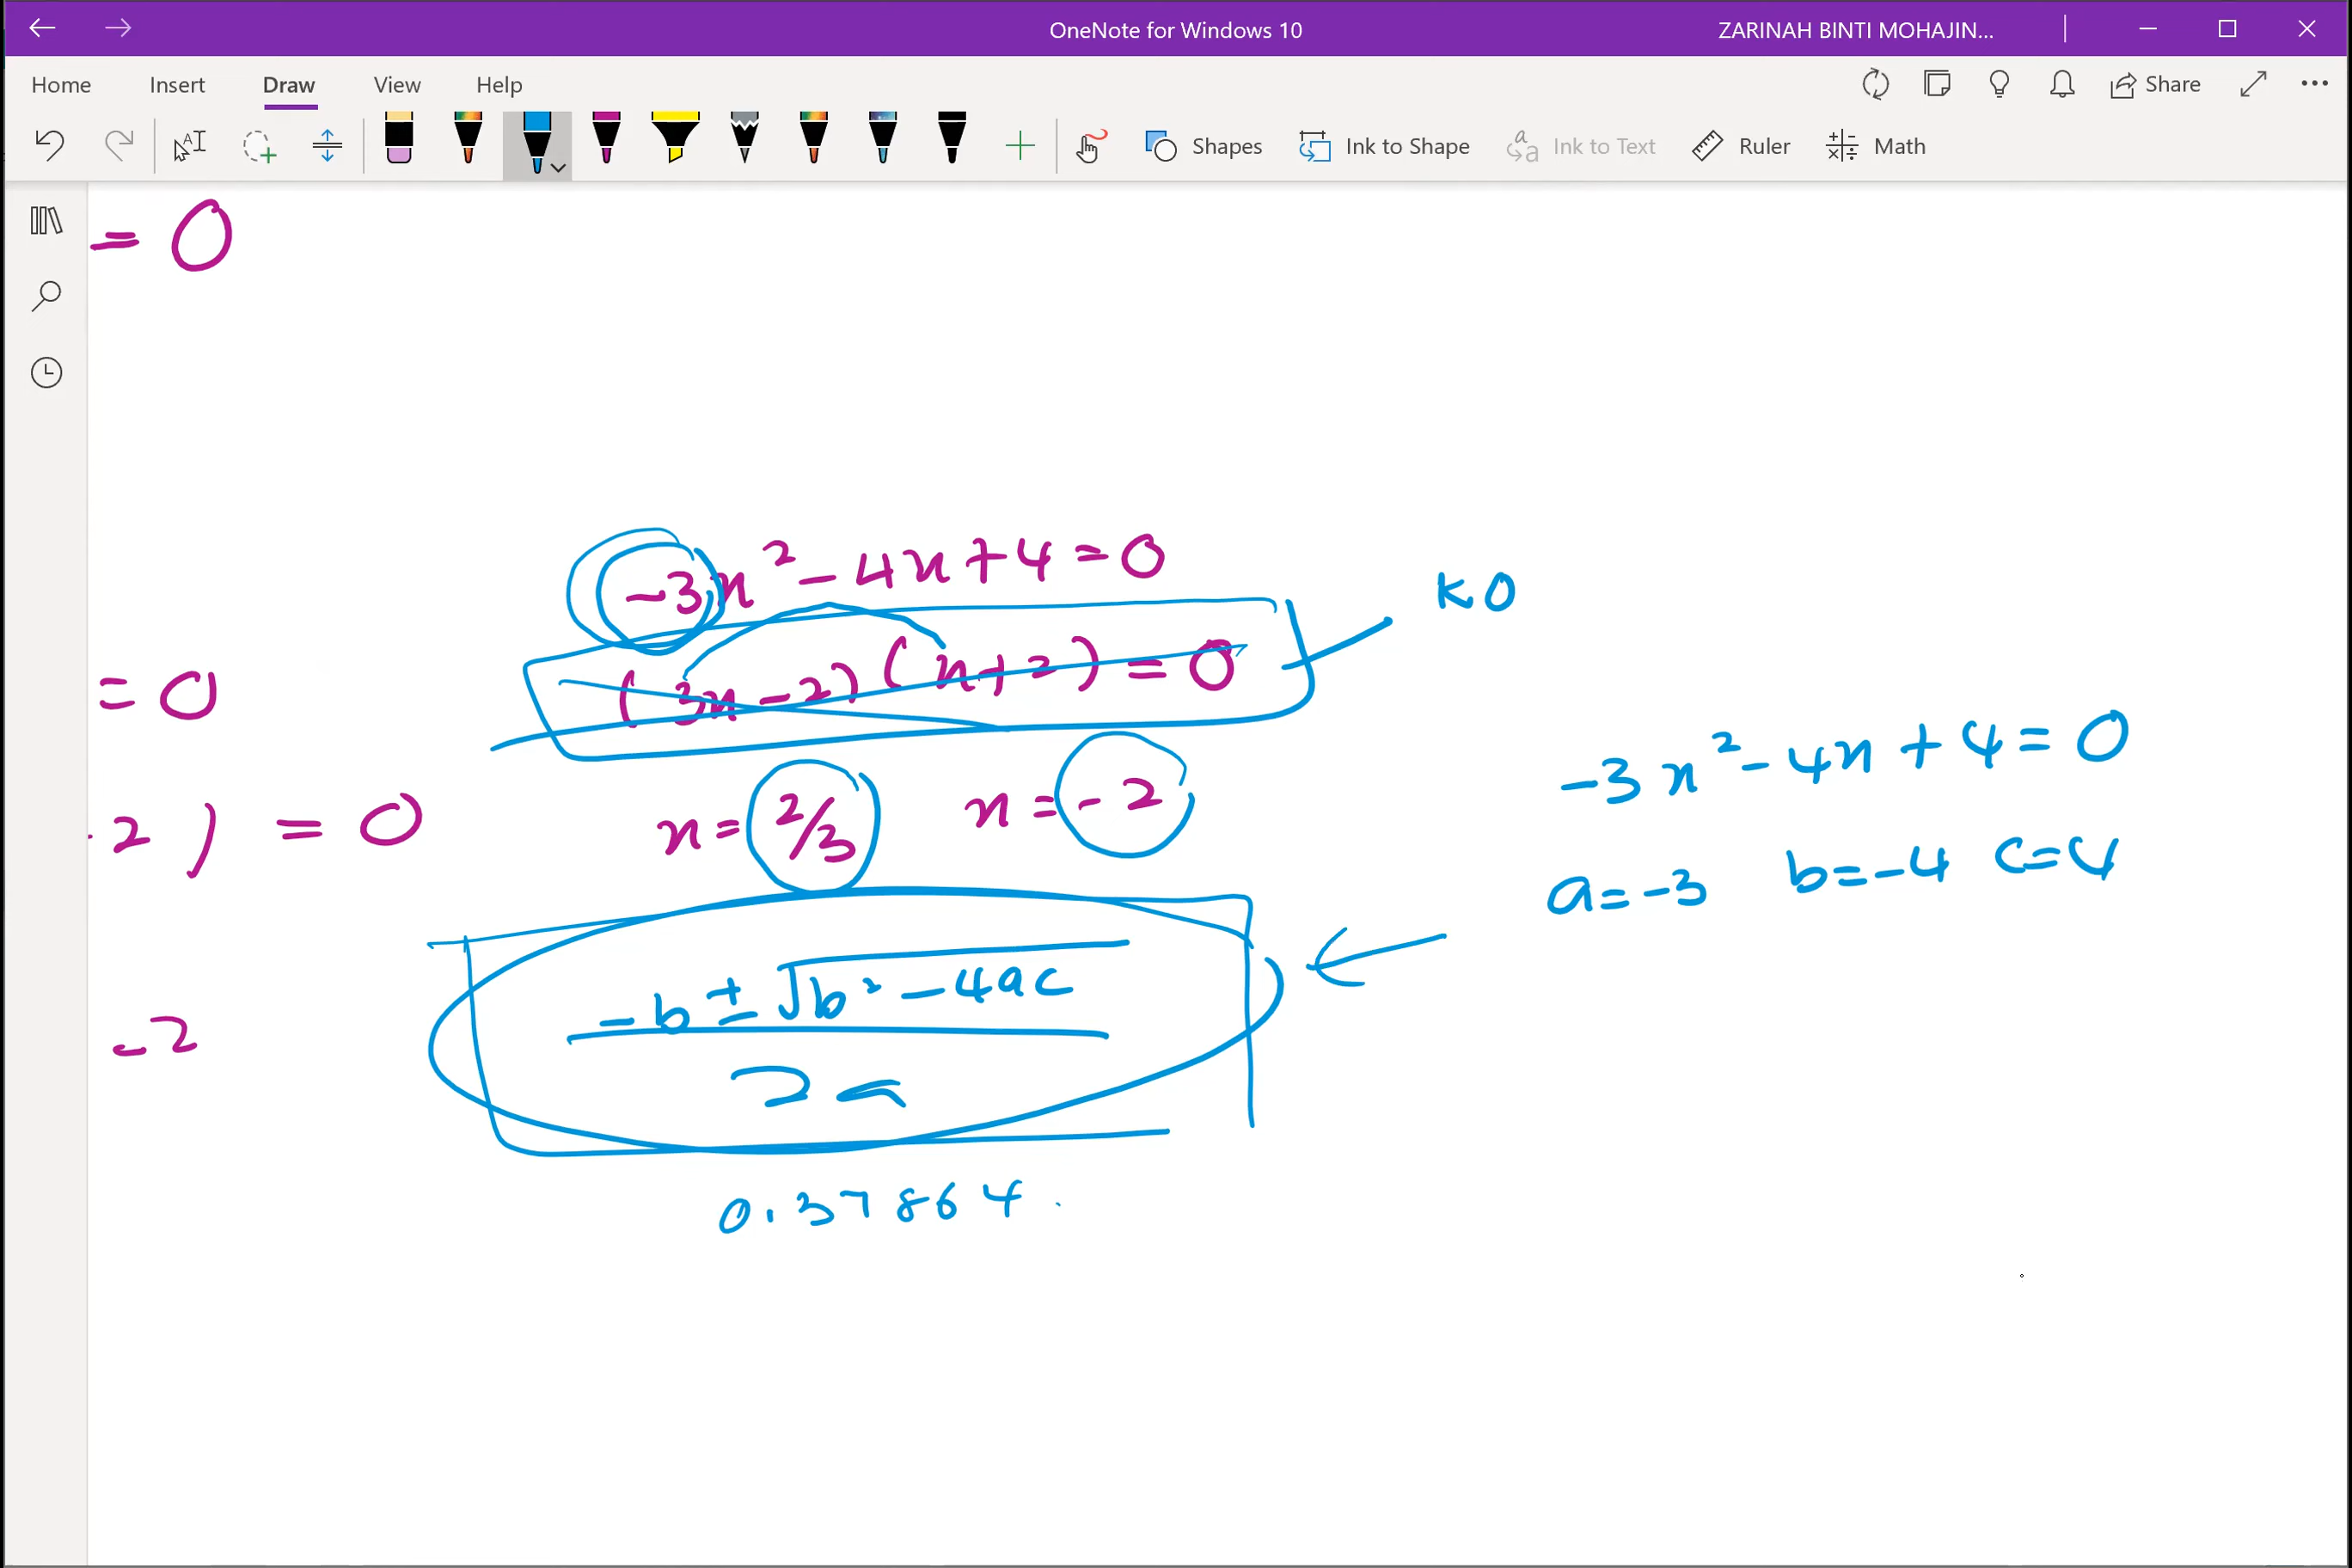 OneNote for Windows 10
ZARINAH BINTI MOHAJIN...
Home Insert Draw View Help
Share
Shapes Ink to Shape Ink to Text Ruler Math
= 0
-3x² - 4x + 4 = 0
K0
(3x - 2)(x + 2) = 0
= 0
-3x² - 4x + 4 = 0
x = 2/3 x = -2
-2) = 0
a = -3 b = -4 c = 4
-b ± √b² - 4ac
2a
-2
0.37864.